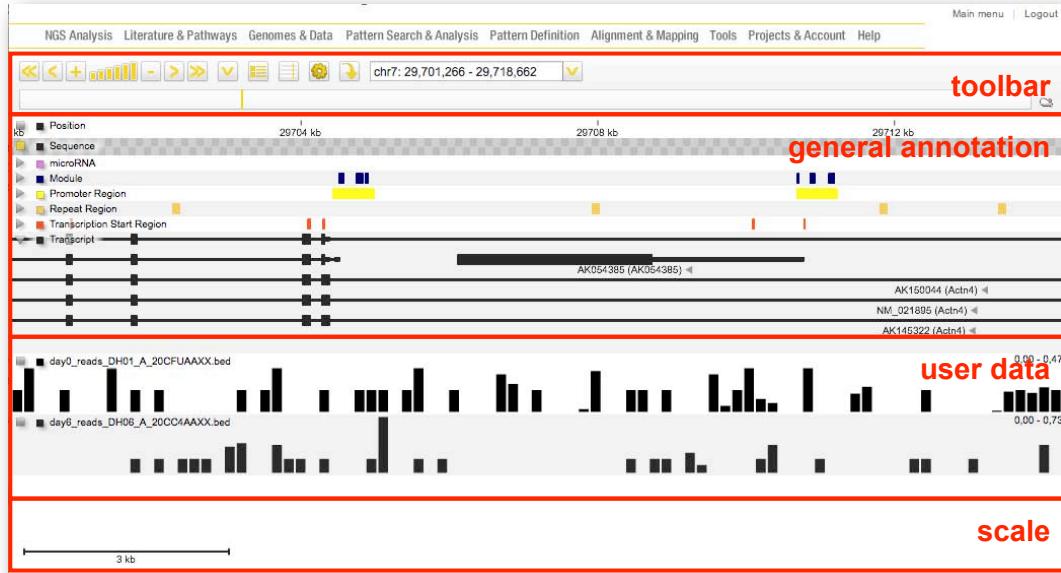 Main menu | Logout
NGS Analysis Literature & Pathways Genomes & Data Pattern Search & Analysis Pattern Definition Alignment & Mapping Tools Projects & Account Help
chr7: 29,701,266 - 29,718,662
toolbar
Position
kb 29704 kb 29708 kb 29712 kb
Sequence
general annotation
microRNA
Module
Promoter Region
Repeat Region
Transcription Start Region
Transcript
AK054385 (AK054385)
AK150044 (Actn4)
NM_021895 (Actn4)
AK145322 (Actn4)
day0_reads_DH01_A_20CFUAAXX.bed 0,00 - 0,47
user data
day6_reads_DH06_A_20CC4AAXX.bed 0,00 - 0,73
scale
3 kb